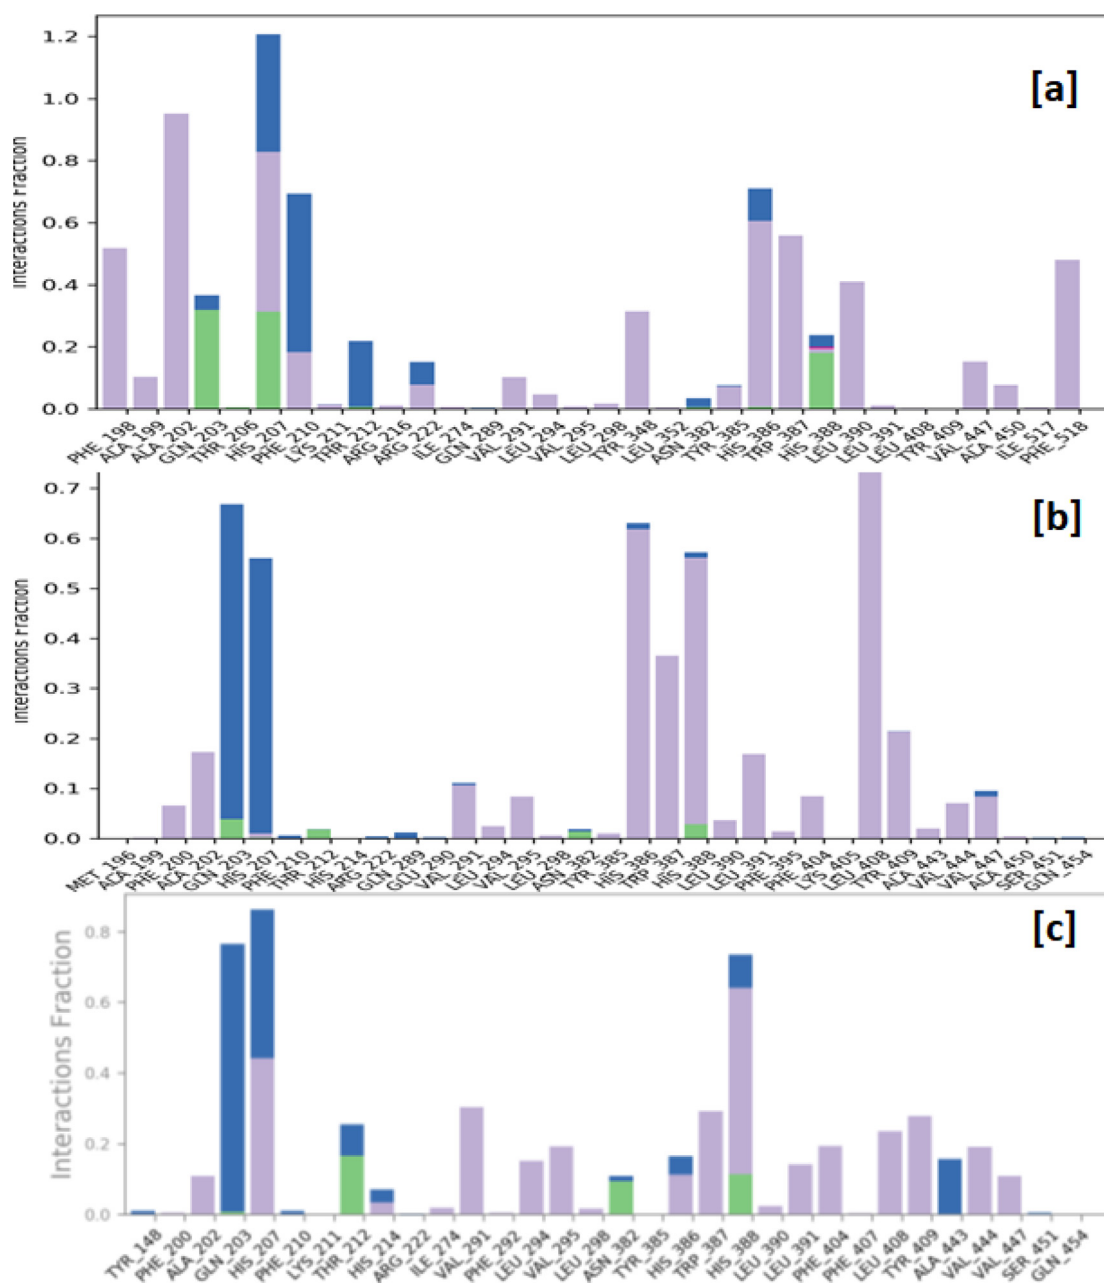 [a]
Interactions Fraction
1.2
1.0
0.8
0.6
0.4
0.2
0.0
PHE_198
ALA_199
ALA_202
GLN_203
THR_206
HIS_207
PHE_210
LYS_211
THR_212
ARG_216
ARG_222
ILE_274
GLN_289
VAL_291
LEU_294
VAL_295
LEU_298
TYR_348
LEU_352
ASN_382
TYR_385
HIS_386
TRP_387
HIS_388
LEU_390
LEU_391
LEU_408
TYR_409
VAL_447
ALA_450
ILE_517
PHE_518
[b]
Interactions Fraction
0.7
0.6
0.5
0.4
0.3
0.2
0.1
0.0
MET_196
ALA_199
PHE_200
ALA_202
GLN_203
HIS_207
PHE_210
THR_212
HIS_214
ARG_222
GLN_289
GLU_290
VAL_291
LEU_294
VAL_295
LEU_298
ASN_382
TYR_385
HIS_386
TRP_387
HIS_388
LEU_390
LEU_391
PHE_395
PHE_404
LYS_405
LEU_408
TYR_409
ALA_443
VAL_444
VAL_447
ALA_450
SER_451
GLN_454
[c]
Interactions Fraction
0.8
0.6
0.4
0.2
0.0
TYR_148
PHE_200
ALA_202
GLN_203
HIS_207
PHE_210
LYS_211
THR_212
HIS_214
ARG_222
ILE_274
VAL_291
PHE_292
LEU_294
VAL_295
LEU_298
ASN_382
TYR_385
HIS_386
TRP_387
HIS_388
LEU_390
LEU_391
PHE_404
PHE_407
LEU_408
TYR_409
ALA_443
VAL_444
VAL_447
SER_451
GLN_454